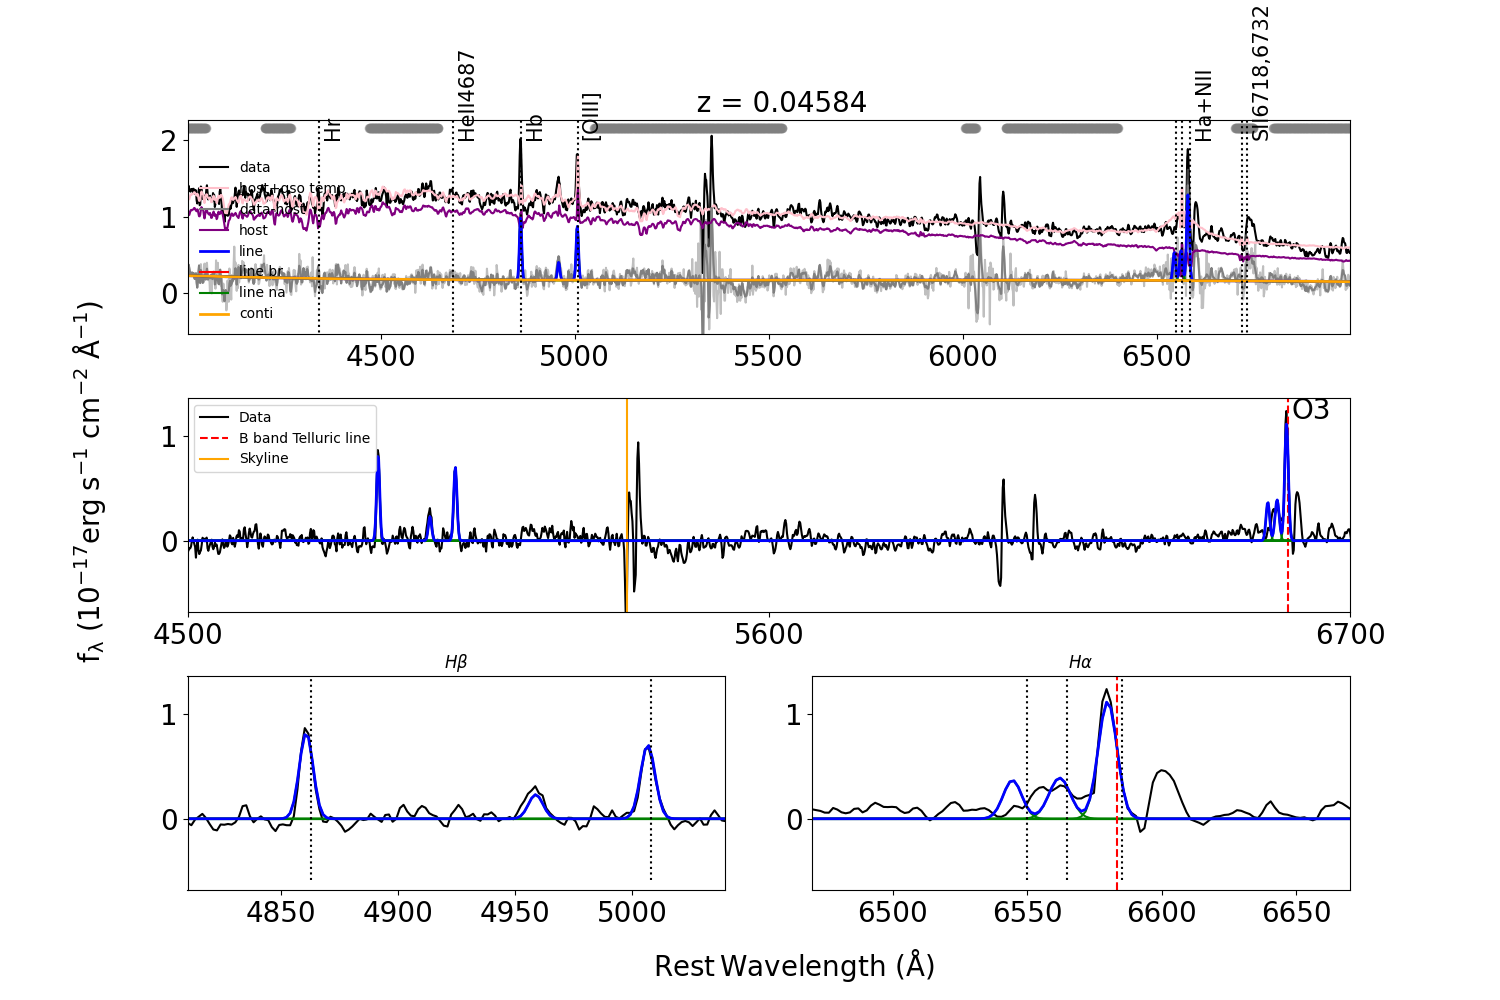 z = 0.04584
Hr
HeII4687
Hb
[OIII]
Ha+NII
SII6718,6732
data
host+qso temp
data-host
host
line
line br
line na
conti
2
1
0
4500 5000 5500 6000 6500
Data
B band Telluric line
Skyline
O3
1
0
4500 5600 6700
fλ (10⁻¹⁷erg s⁻¹ cm⁻² Å⁻¹)
Hβ
1
0
4850 4900 4950 5000
Hα
1
0
6500 6550 6600 6650
Rest Wavelength (Å)